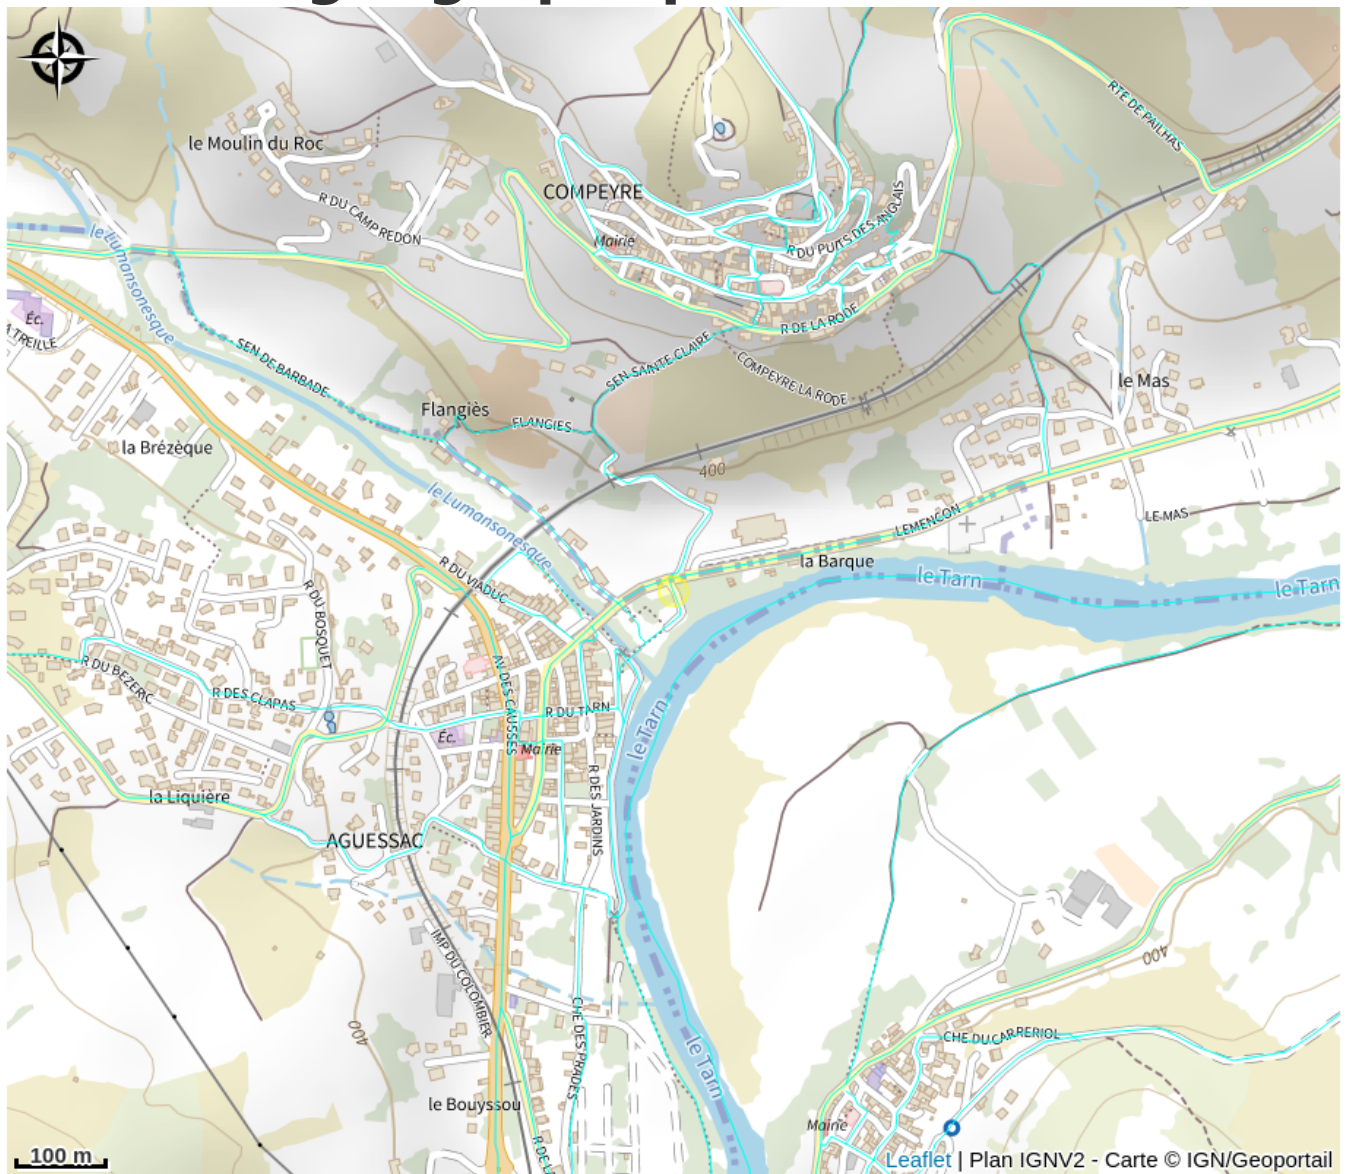 le Moulin du Roc
RTE DE PAILHAS
COMPEYRE
R DU CAMPREDON
R DU PUITS DES ANGLAIS
Mairie
le Lumansonesque
Éc.
A TREILLE
R DE LA RODE
SEN DE BARBADE
SEN SAINTE CLAIRE
COMPEYRE LA RODE
le Mas
Flangiès
FLANGIES
la Brézèque
400
le Lumansonesque
LEMENCON
LE MAS
R DU VIADUC
la Barque
le Tarn
le Tarn
R DU BOSQUET
R DU BEZERIC
R DES CLAPAS
AV DES CAUSSES
R DU TARN
le Tarn
Éc.
Mairie
la Liquière
R DES JARDINS
AGUESSAC
IMP DU COLOMBIER
400
400
CHE DES PRADES
CHE DU CARRERIOL
le Tarn
le Bouyssou
Mairie
100 m
Leaflet | Plan IGNV2 - Carte © IGN/Geoportail